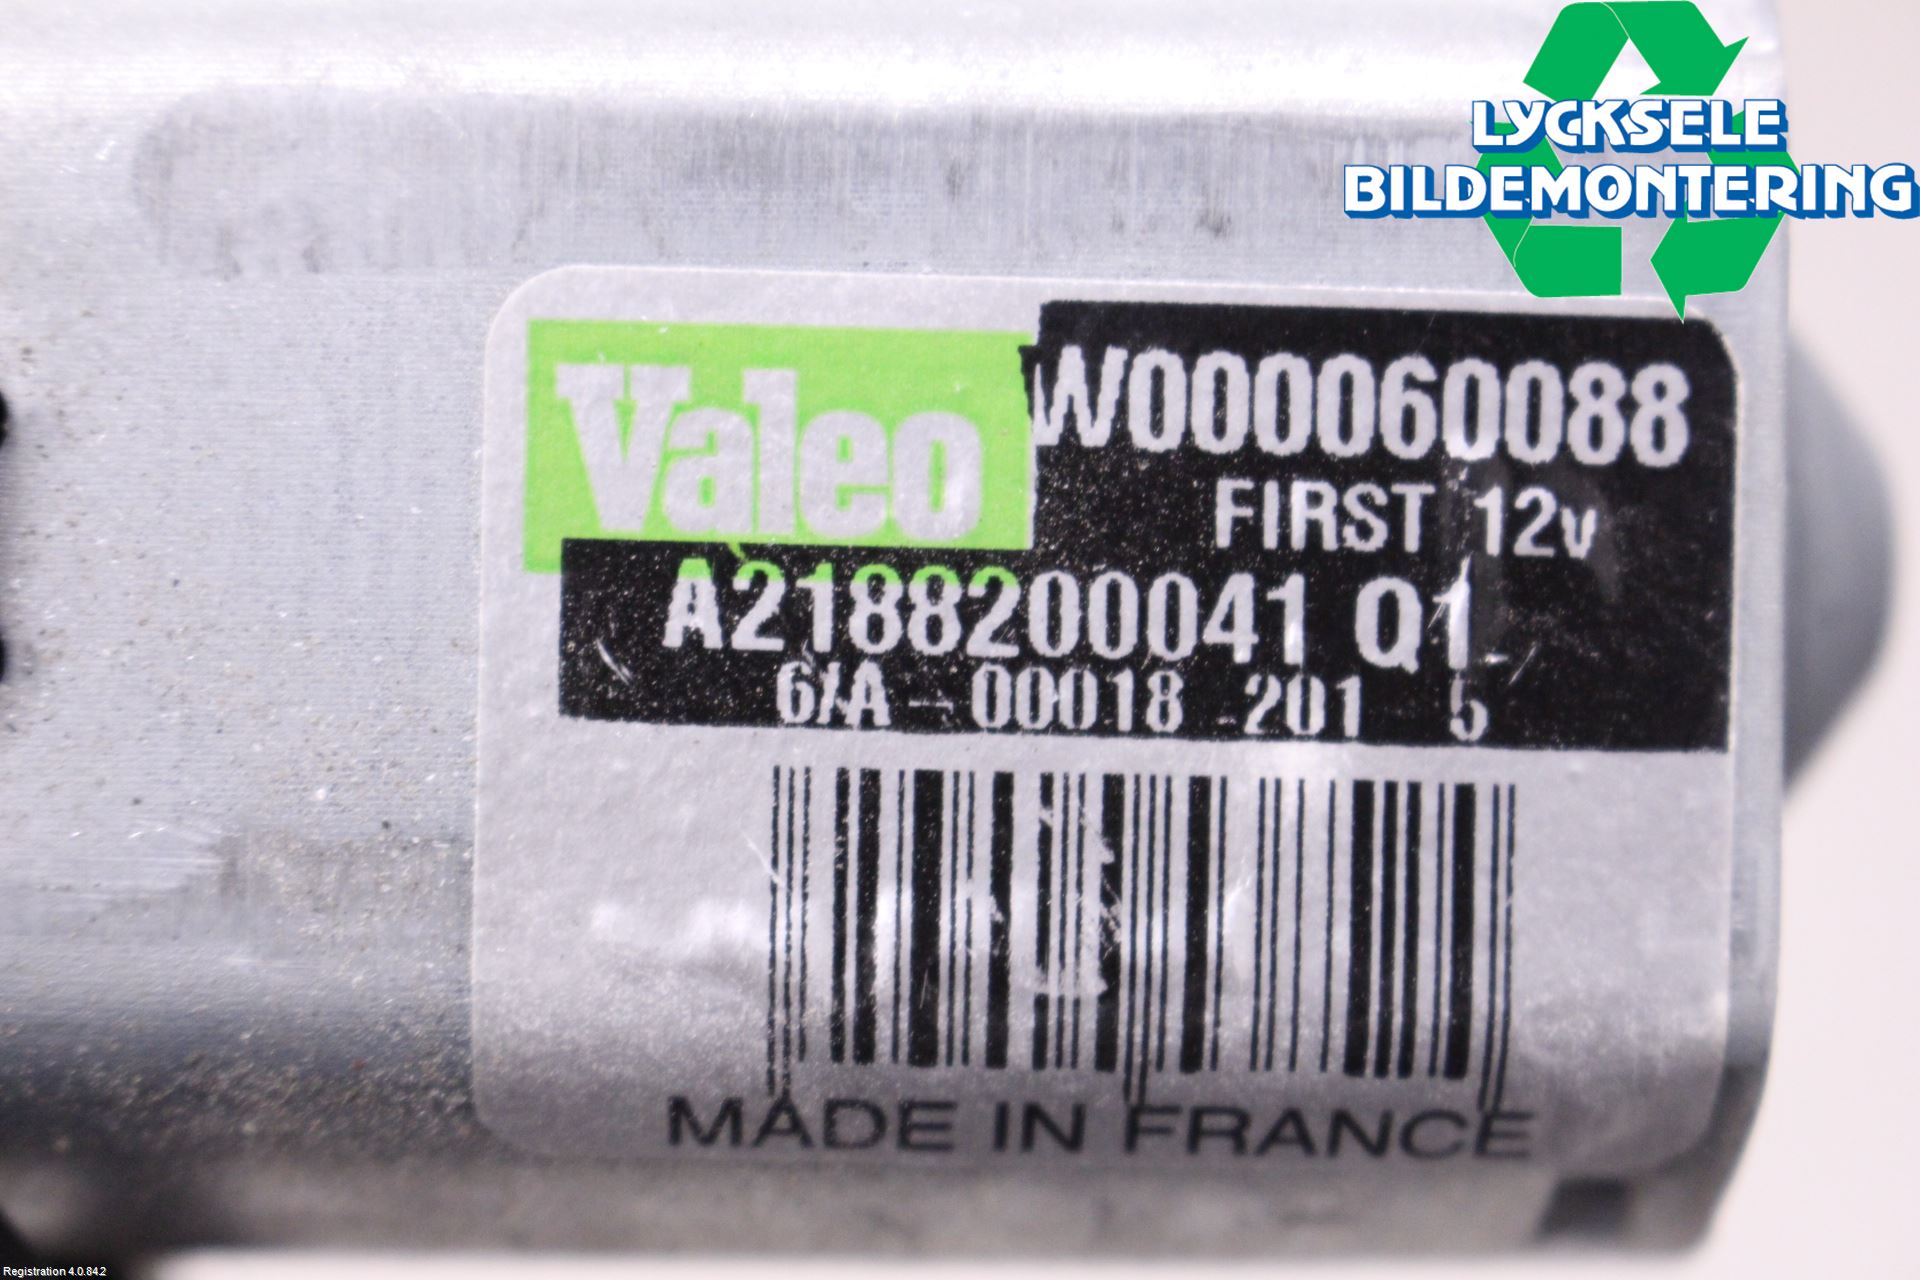 LYCKSELE
BILDEMONTERING
Valeo
W000060088
FIRST 12v
A2188200041 Q1
6/A - 00018 201 5
MADE IN FRANCE
Registration 4.0.84.2